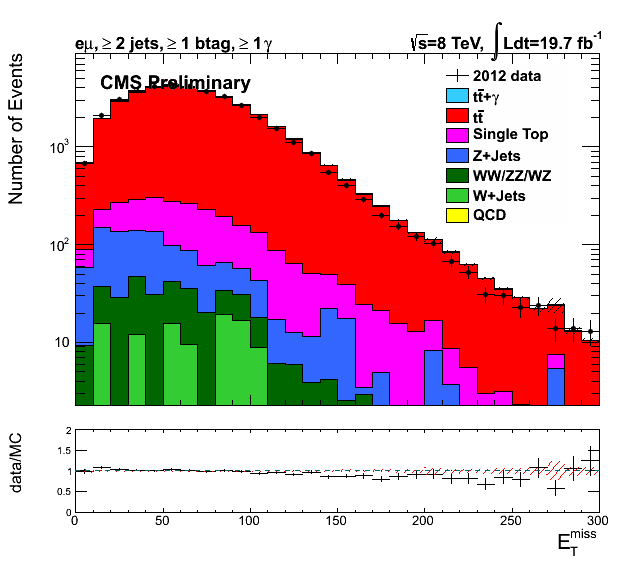 eμ, ≥ 2 jets, ≥ 1 btag, ≥ 1γ
√s=8 TeV, ∫Ldt=19.7 fb⁻¹
CMS Preliminary
2012 data
tt̄+γ
tt̄
Single Top
Z+Jets
WW/ZZ/WZ
W+Jets
QCD
Number of Events
10³
10²
10
data/MC
2
1.5
1
0.5
0
0 50 100 150 200 250 300
E_T^miss